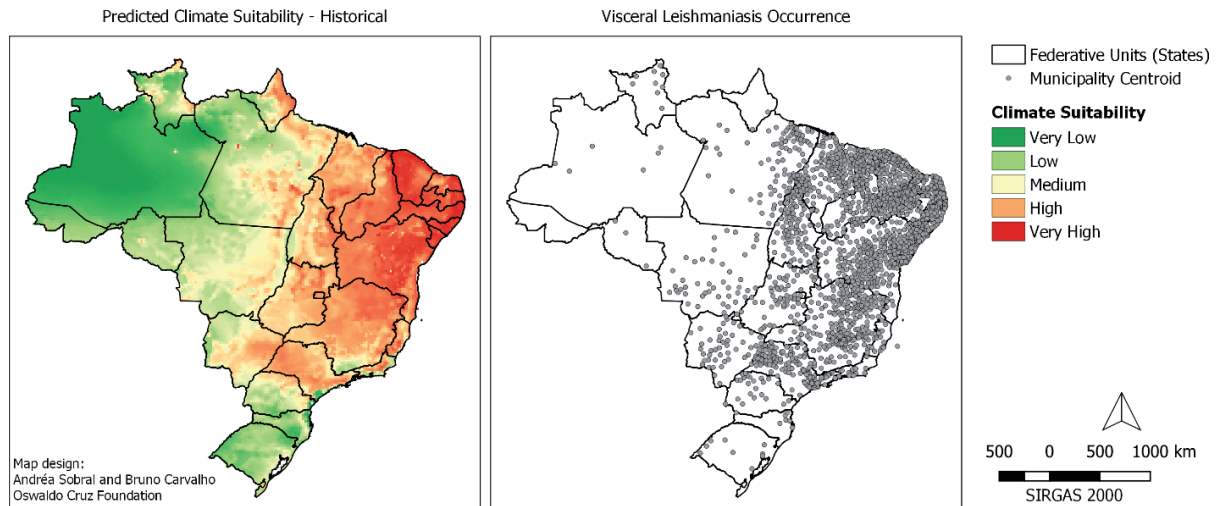 Predicted Climate Suitability - Historical
Visceral Leishmaniasis Occurrence
Federative Units (States)
Municipality Centroid
Climate Suitability
Very Low
Low
Medium
High
Very High
Map design:
Andréa Sobral and Bruno Carvalho
Oswaldo Cruz Foundation
500 0 500 1000 km
SIRGAS 2000